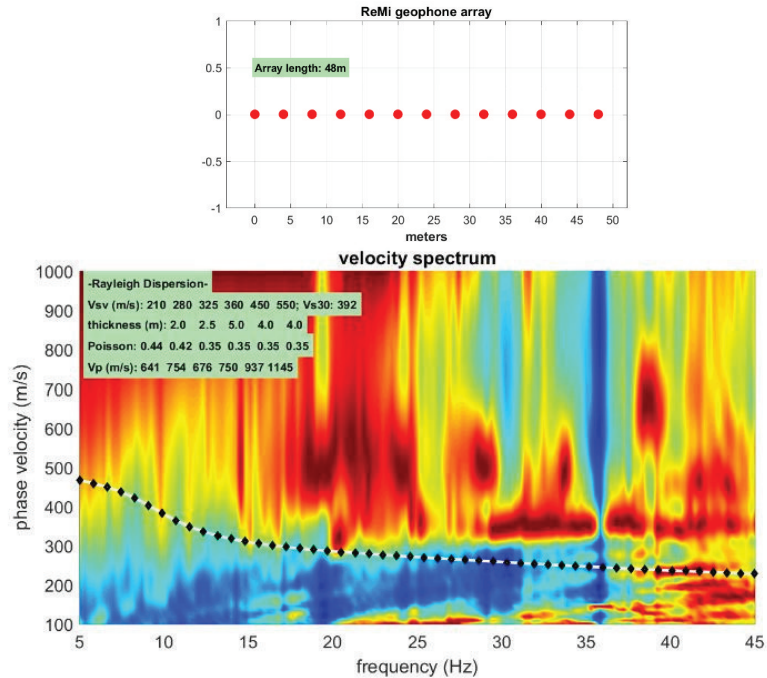 ReMi geophone array
1
0.5
0
-0.5
-1
Array length: 48m
0 5 10 15 20 25 30 35 40 45 50
meters
velocity spectrum
1000
900
800
700
600
500
400
300
200
100
phase velocity (m/s)
-Rayleigh Dispersion-
Vsv (m/s): 210 280 325 360 450 550; Vs30: 392
thickness (m): 2.0 2.5 5.0 4.0 4.0
Poisson: 0.44 0.42 0.35 0.35 0.35 0.35
Vp (m/s): 641 754 676 750 937 1145
5 10 15 20 25 30 35 40 45
frequency (Hz)